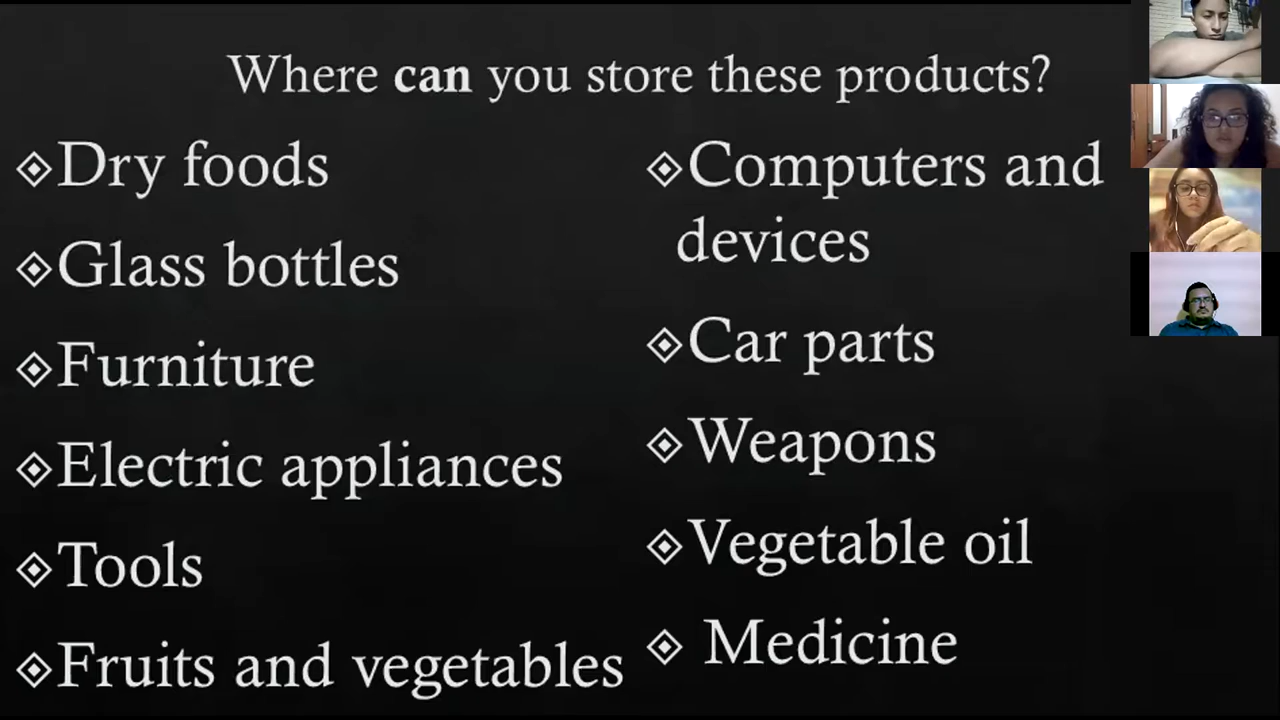 Where can you store these products?
Dry foods
Glass bottles
Furniture
Electric appliances
Tools
Fruits and vegetables
Computers and
devices
Car parts
Weapons
Vegetable oil
Medicine